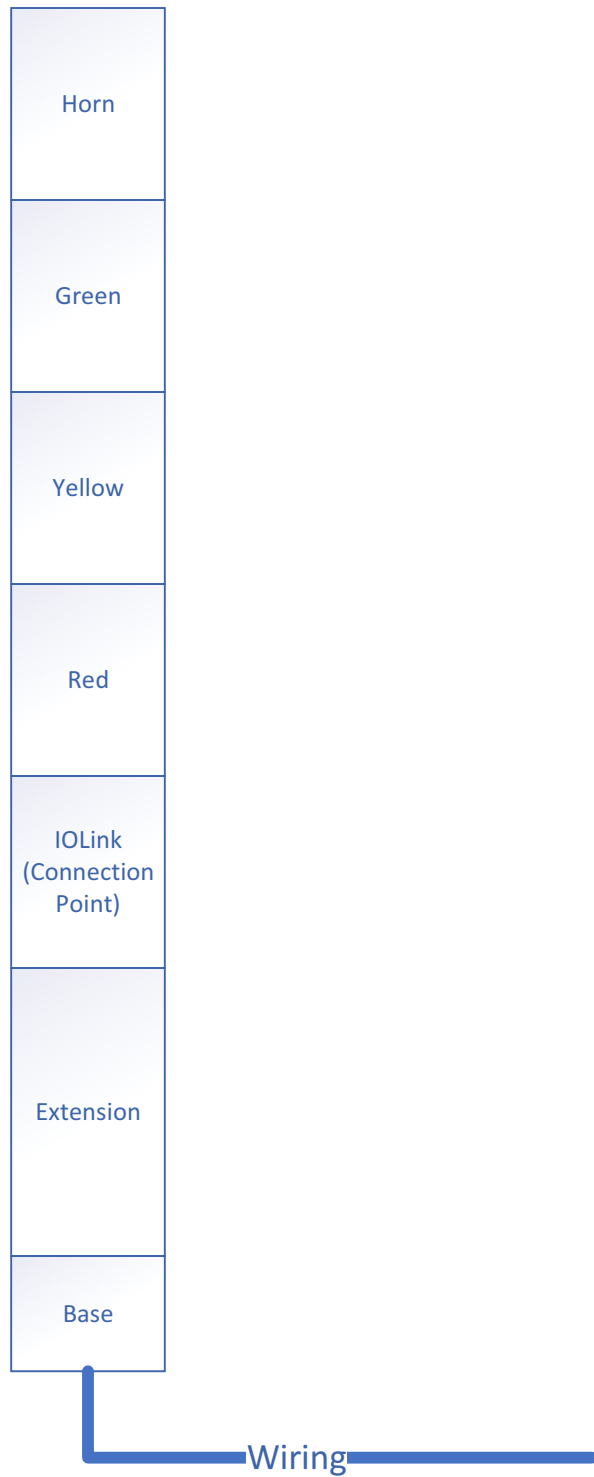 Horn
Green
Yellow
Red
IOLink
(Connection
Point)
Extension
Base
Wiring